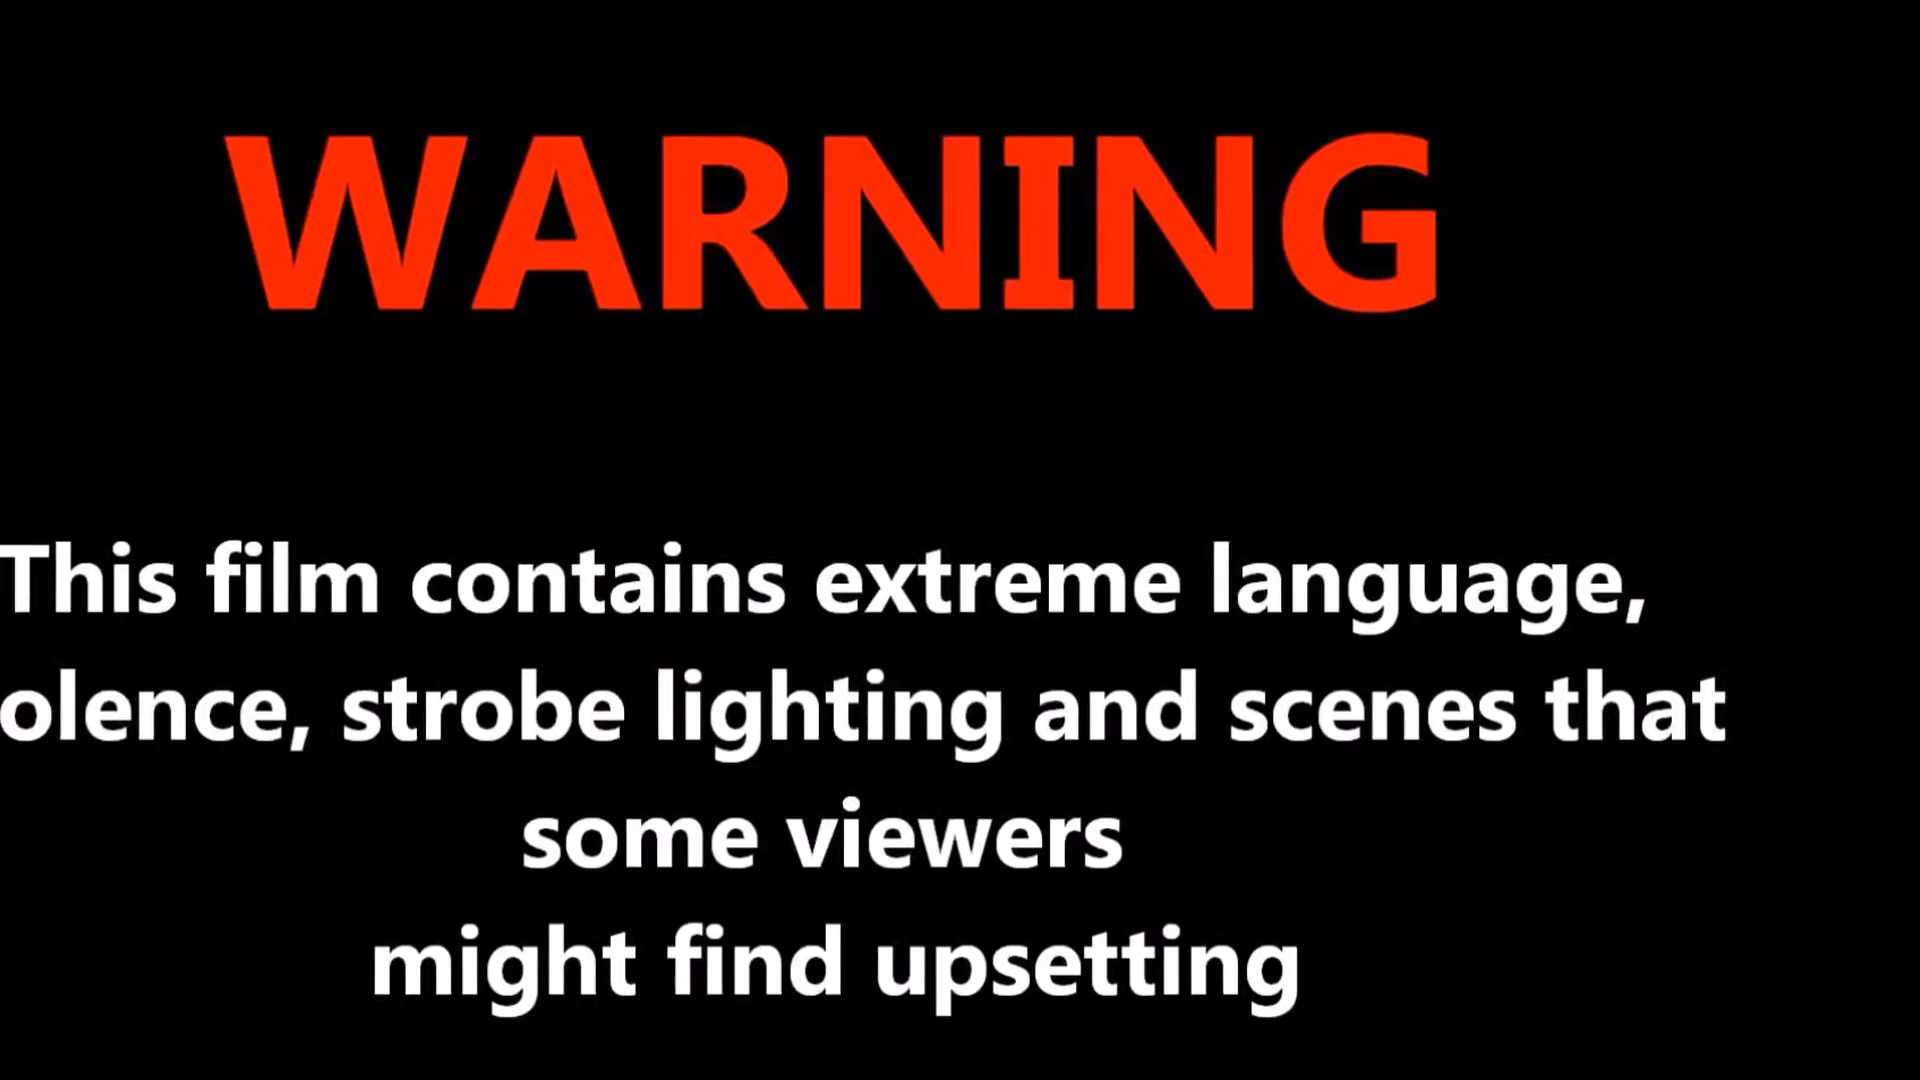 WARNING
This film contains extreme language,
olence, strobe lighting and scenes that
some viewers
might find upsetting